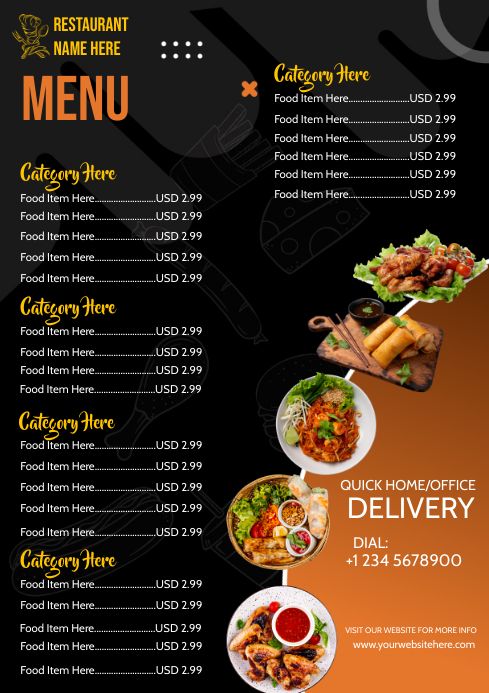 RESTAURANT
NAME HERE
MENU
Category Here
Food Item Here........................USD 2.99
Food Item Here........................USD 2.99
Food Item Here........................USD 2.99
Food Item Here........................USD 2.99
Food Item Here........................USD 2.99
Category Here
Food Item Here........................USD 2.99
Food Item Here........................USD 2.99
Food Item Here........................USD 2.99
Food Item Here........................USD 2.99
Category Here
Food Item Here........................USD 2.99
Food Item Here........................USD 2.99
Food Item Here........................USD 2.99
Food Item Here........................USD 2.99
Food Item Here........................USD 2.99
Category Here
Food Item Here........................USD 2.99
Food Item Here........................USD 2.99
Food Item Here........................USD 2.99
Food Item Here........................USD 2.99
Food Item Here........................USD 2.99
Category Here
Food Item Here........................USD 2.99
Food Item Here........................USD 2.99
Food Item Here........................USD 2.99
Food Item Here........................USD 2.99
Food Item Here........................USD 2.99
Food Item Here........................USD 2.99
QUICK HOME/OFFICE
DELIVERY
DIAL:
+1 234 5678900
VISIT OUR WEBSITE FOR MORE INFO
www.yourwebsitehere.com